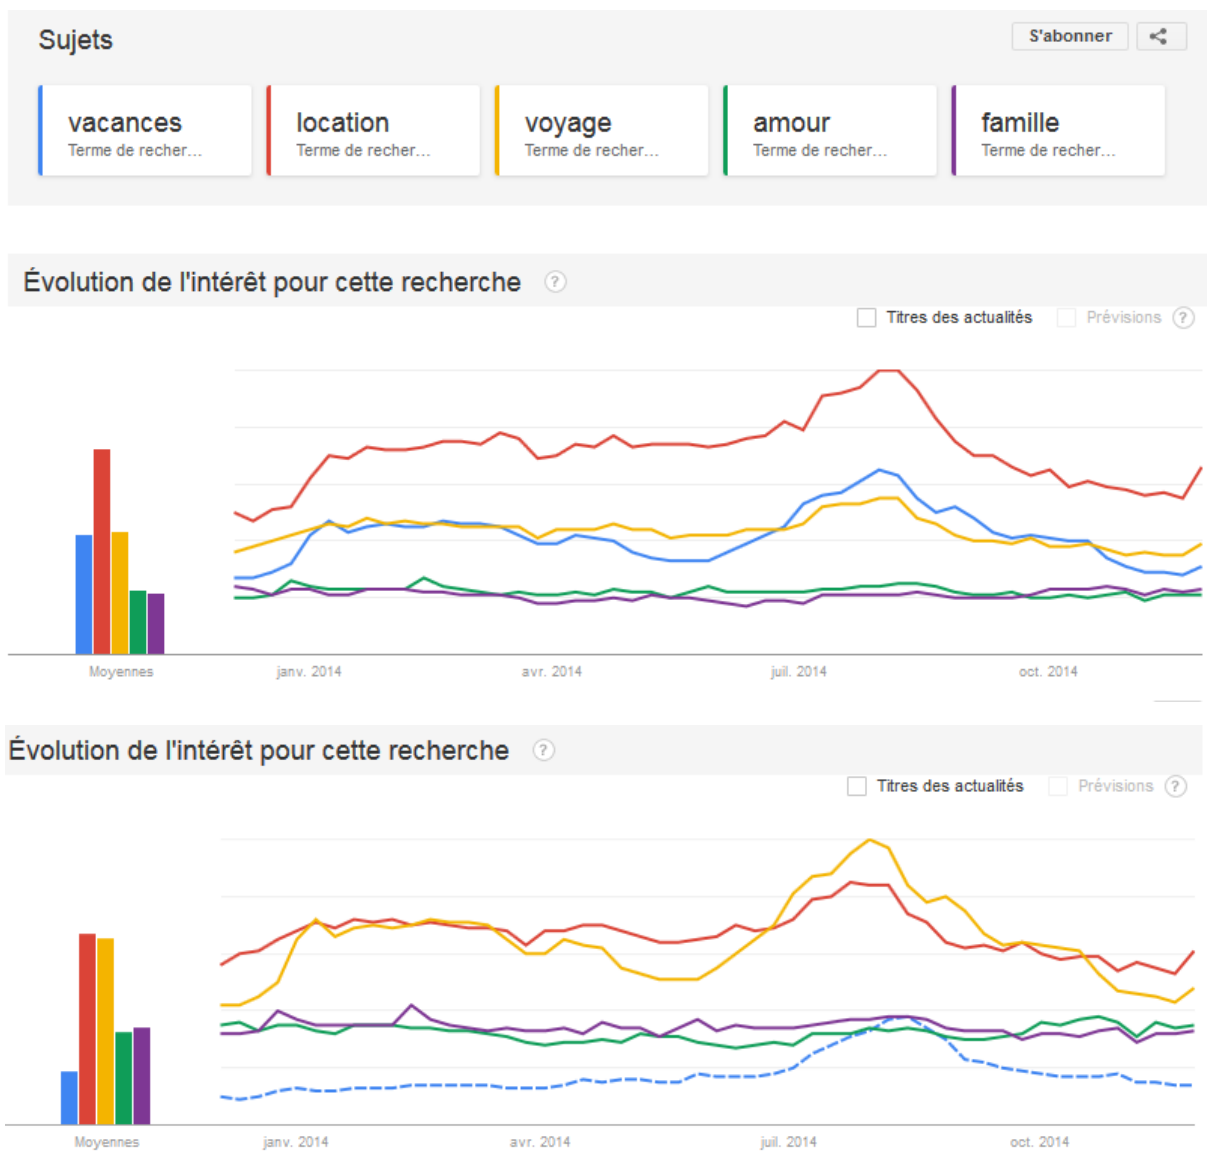 Sujets
S'abonner
vacances
Terme de recher...
location
Terme de recher...
voyage
Terme de recher...
amour
Terme de recher...
famille
Terme de recher...
Évolution de l'intérêt pour cette recherche ?
Titres des actualités
Prévisions ?
Moyennes
janv. 2014
avr. 2014
juil. 2014
oct. 2014
Évolution de l'intérêt pour cette recherche ?
Titres des actualités
Prévisions ?
Moyennes
janv. 2014
avr. 2014
juil. 2014
oct. 2014